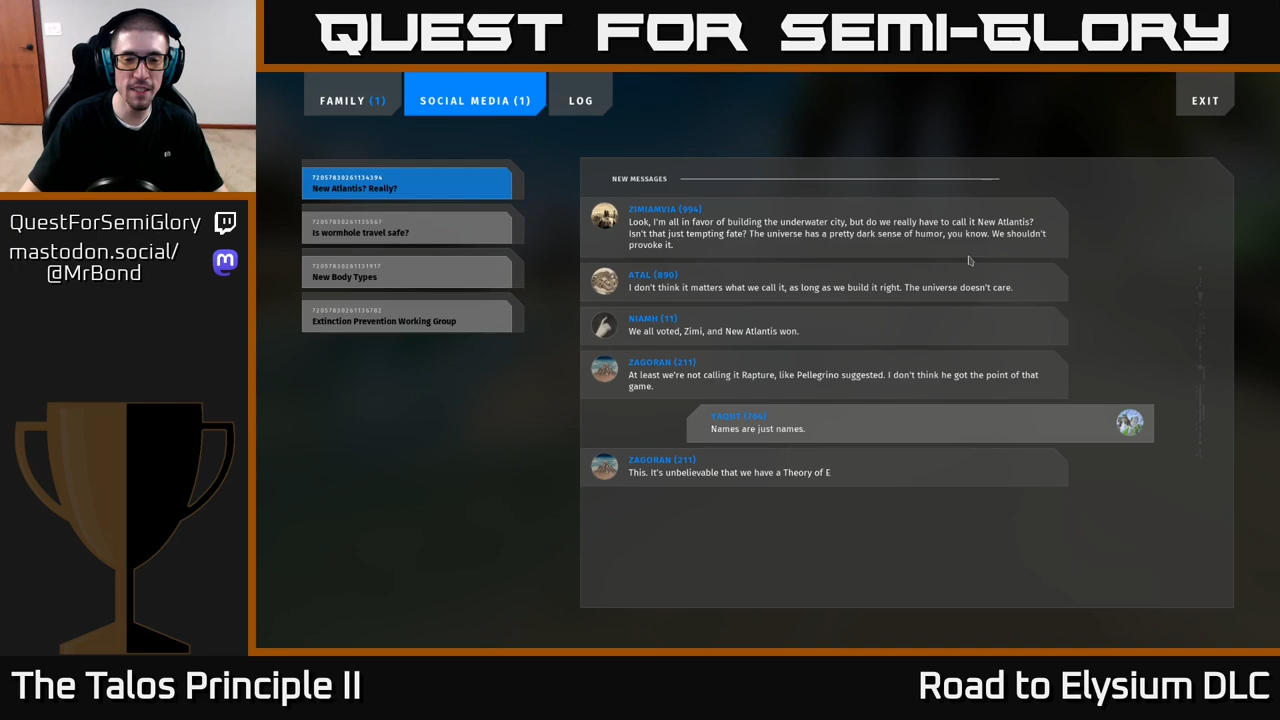 QUEST FOR SEMI-GLORY
FAMILY (1)
SOCIAL MEDIA (1)
LOG
EXIT
QuestForSemiGlory
mastodon.social/
@MrBond
72057830261134394
New Atlantis? Really?
Is wormhole travel safe?
New Body Types
Extinction Prevention Working Group
NEW MESSAGES
ZIMIAMVIA (994)
Look, I'm all in favor of building the underwater city, but do we really have to call it New Atlantis?
Isn't that just tempting fate? The universe has a pretty dark sense of humor, you know. We shouldn't
provoke it.
ATAL (890)
I don't think it matters what we call it, as long as we build it right. The universe doesn't care.
NIAMH (11)
We all voted, Zimi, and New Atlantis won.
ZAGORAN (211)
At least we're not calling it Rapture, like Pellegrino suggested. I don't think he got the point of that
game.
YAQUT (764)
Names are just names.
ZAGORAN (211)
This. It's unbelievable that we have a Theory of E
The Talos Principle II
Road to Elysium DLC